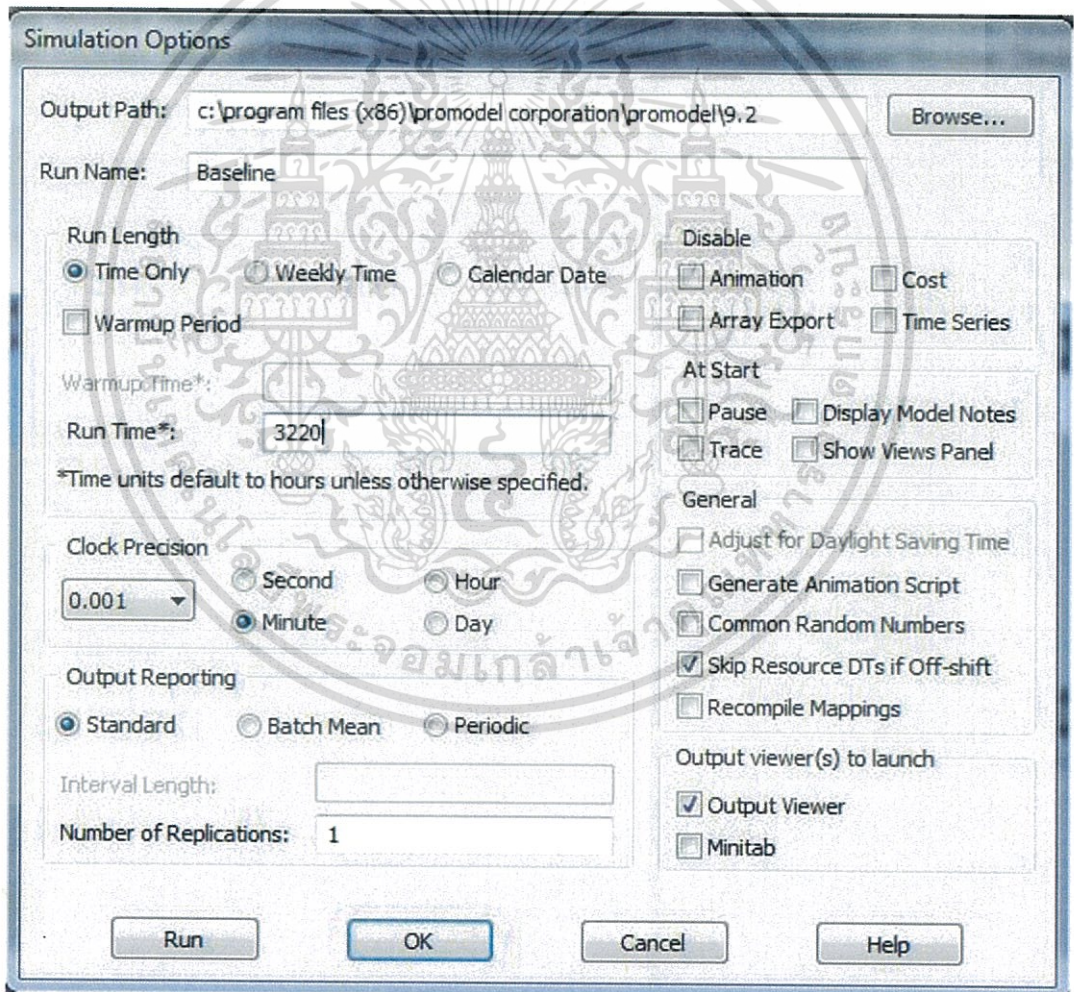 Simulation Options
Output Path: c:\program files (x86)\promodel corporation\promodel\9.2 Browse...
Run Name: Baseline
Run Length
Time Only Weekly Time Calendar Date
Warmup Period
Warmup Time*:
Run Time*: 3220
*Time units default to hours unless otherwise specified.
Clock Precision
0.001
Second Hour
Minute Day
Output Reporting
Standard Batch Mean Periodic
Interval Length:
Number of Replications: 1
Disable
Animation Cost
Array Export Time Series
At Start
Pause Display Model Notes
Trace Show Views Panel
General
Adjust for Daylight Saving Time
Generate Animation Script
Common Random Numbers
Skip Resource DTs if Off-shift
Recompile Mappings
Output viewer(s) to launch
Output Viewer
Minitab
Run OK Cancel Help